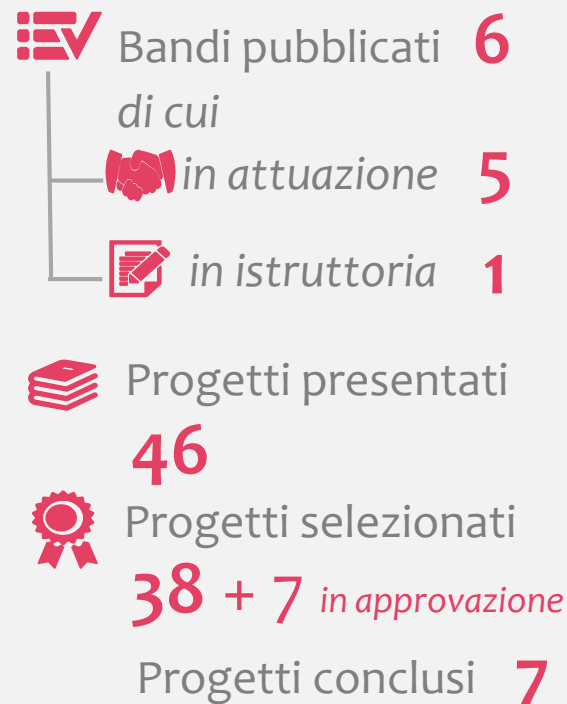 Bandi pubblicati 6
di cui
in attuazione 5
in istruttoria 1
Progetti presentati
46
Progetti selezionati
38 + 7 in approvazione
Progetti conclusi 7